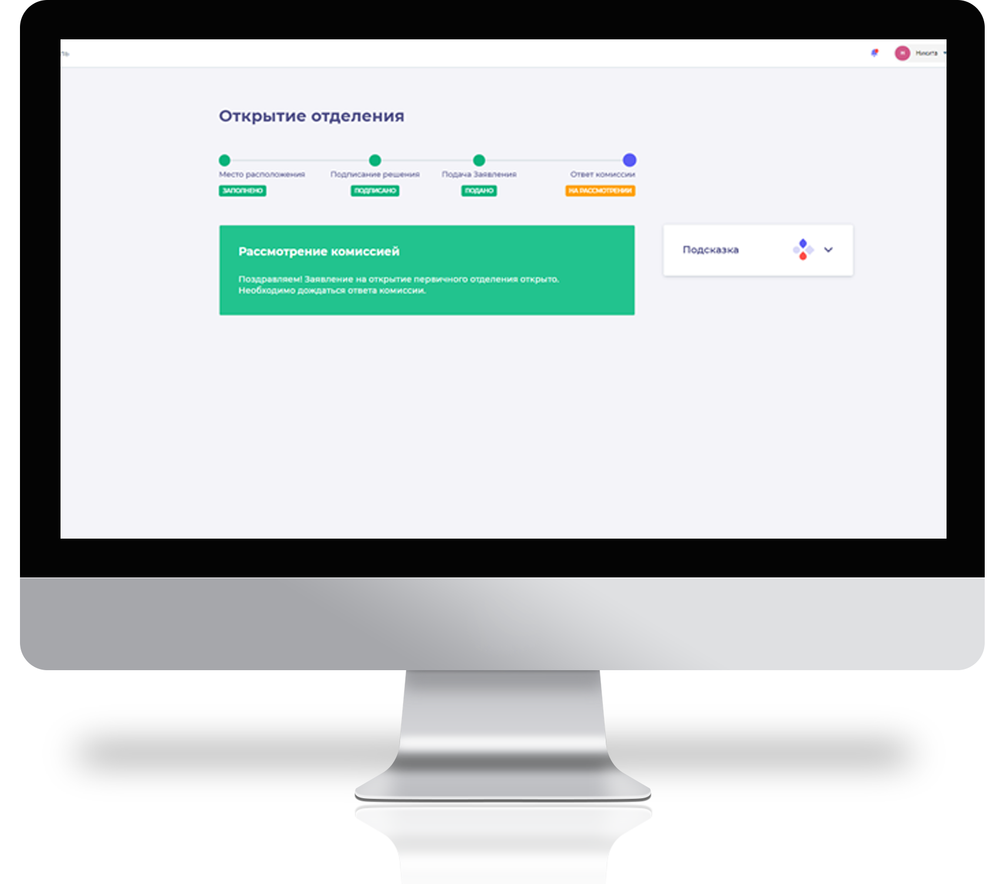 Никита
Открытие отделения
Место расположения
Подписание решения
Подача Заявления
Ответ комиссии
ЗАПОЛНЕНО
ПОДПИСАНО
ПОДАНО
НА РАССМОТРЕНИИ
Рассмотрение комиссией
Подсказка
Поздравляем! Заявление на открытие первичного отделения открыто.
Необходимо дождаться ответа комиссии.